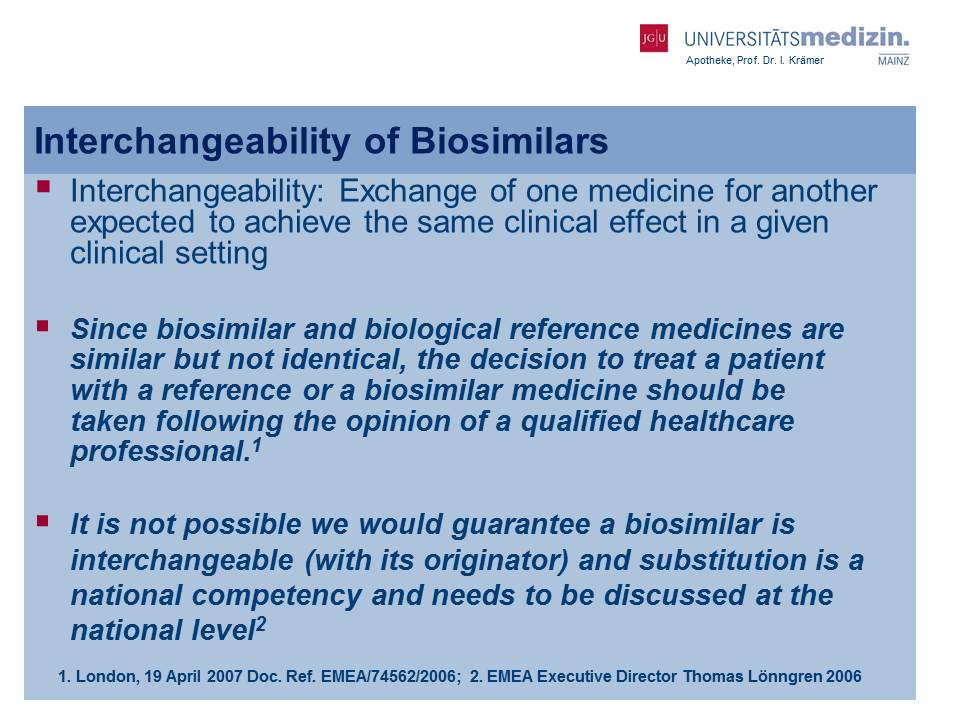 JG|U UNIVERSITÄTSmedizin.
Apotheke, Prof. Dr. I. Krämer MAINZ
Interchangeability of Biosimilars
Interchangeability: Exchange of one medicine for another
expected to achieve the same clinical effect in a given
clinical setting
Since biosimilar and biological reference medicines are
similar but not identical, the decision to treat a patient
with a reference or a biosimilar medicine should be
taken following the opinion of a qualified healthcare
professional.1
It is not possible we would guarantee a biosimilar is
interchangeable (with its originator) and substitution is a
national competency and needs to be discussed at the
national level2
1. London, 19 April 2007 Doc. Ref. EMEA/74562/2006; 2. EMEA Executive Director Thomas Lönngren 2006